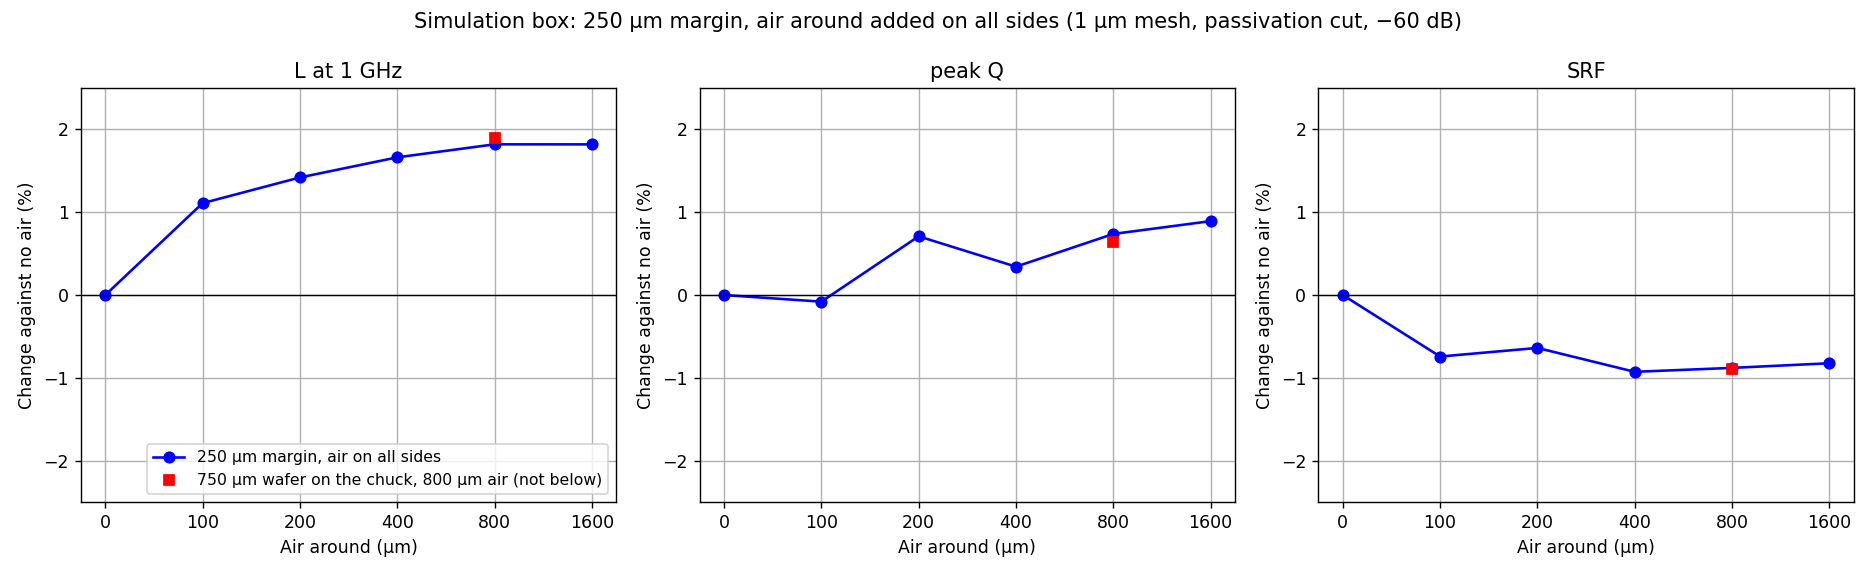 Simulation box: 250 µm margin, air around added on all sides (1 µm mesh, passivation cut, −60 dB)
L at 1 GHz
Change against no air (%)
2
1
0
−1
−2
250 µm margin, air on all sides
750 µm wafer on the chuck, 800 µm air (not below)
0 100 200 400 800 1600
Air around (µm)
peak Q
Change against no air (%)
2
1
0
−1
−2
0 100 200 400 800 1600
Air around (µm)
SRF
Change against no air (%)
2
1
0
−1
−2
0 100 200 400 800 1600
Air around (µm)